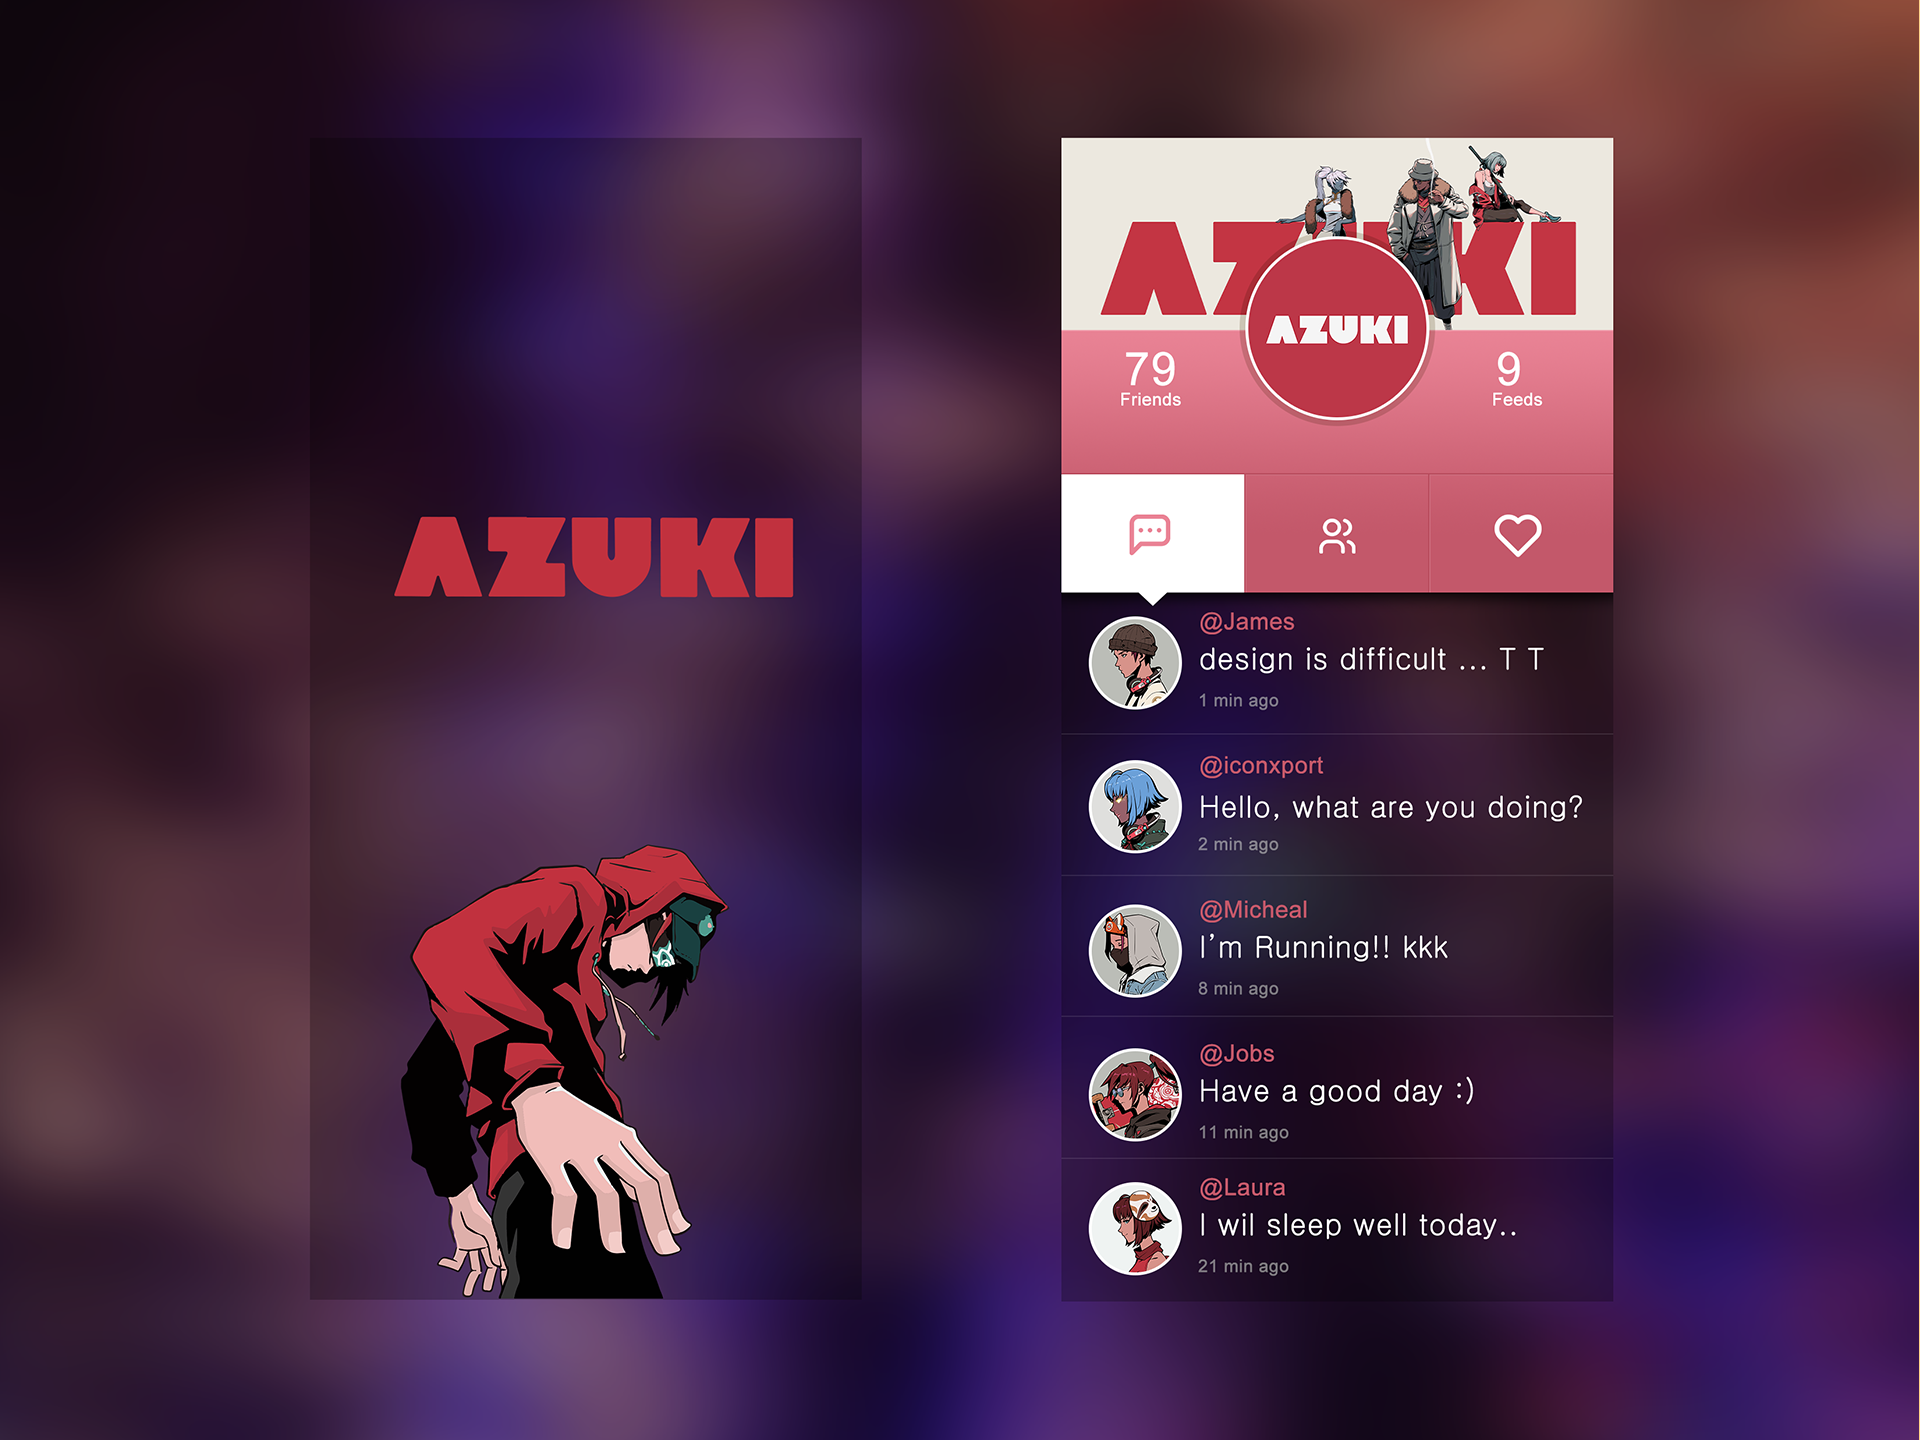 AZUKI
AZUKI
AZUKI
79
Friends
9
Feeds
@James
design is difficult ... T T
1 min ago
@iconxport
Hello, what are you doing?
2 min ago
@Micheal
I’m Running!! kkk
8 min ago
@Jobs
Have a good day :)
11 min ago
@Laura
I wil sleep well today..
21 min ago